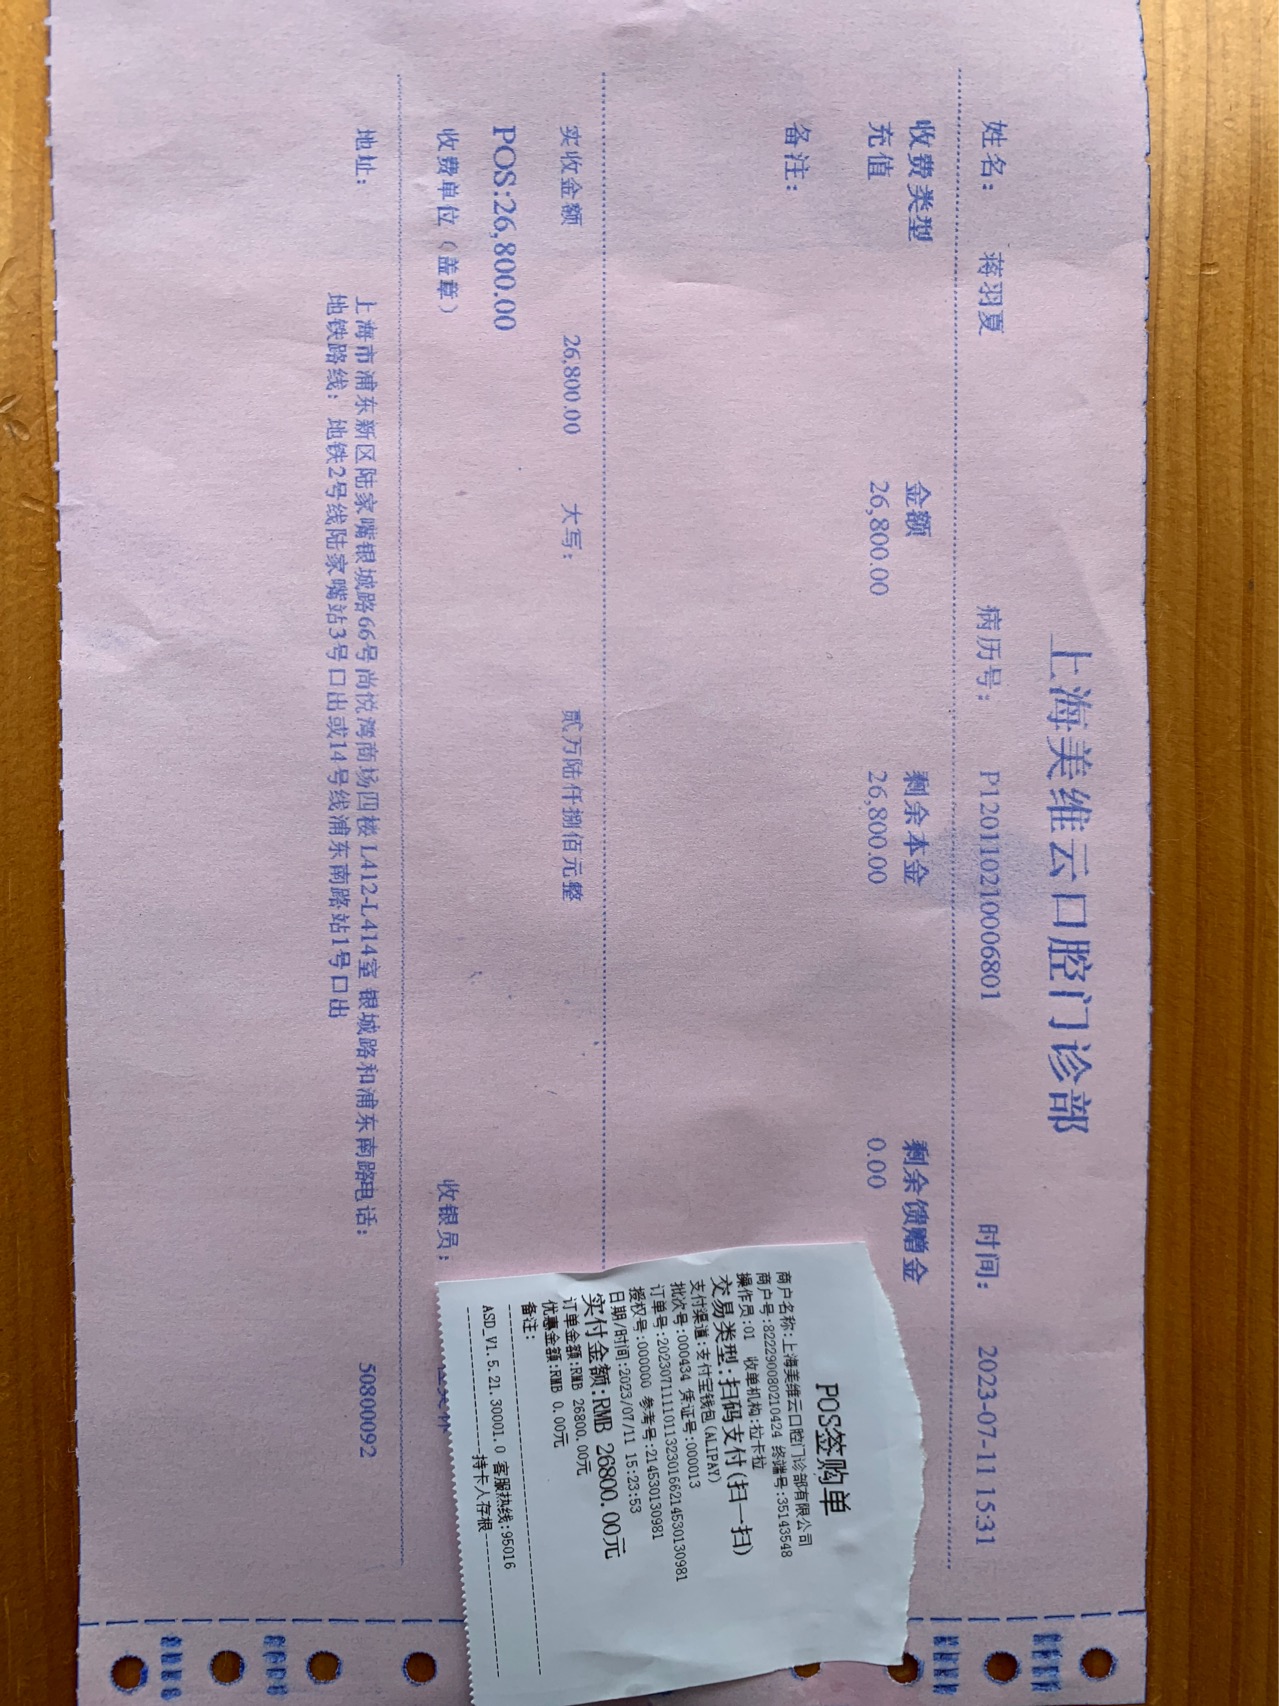 上海美维云口腔门诊部
姓名： 蒋羽夏 病历号： P120110210006801 时间： 2023-07-11 15:31
收费类型 金额 剩余本金 剩余馈赠金
充值 26,800.00 26,800.00 0.00
备注：
实收金额 26,800.00 大写： 贰万陆仟捌佰元整
POS:26,800.00
收费单位（盖章） 收银员：
地址： 上海市浦东新区陆家嘴银城路66号尚悦湾商场四楼L412-L414室 银城路和浦东南路电话： 50800092
地铁路线：地铁2号线陆家嘴站3号口出或14号线浦东南路站1号口出
POS签购单
商户名称:上海美维云口腔门诊部有限公司
商户号:822290080210424 终端号:35143548
操作员:01 收单机构:拉卡拉
交易类型:扫码支付(扫一扫)
支付渠道:支付宝钱包(ALIPAY)
批次号:000434 凭证号:000013
订单号:20230711110113230166214530130981
授权号:000000 参考号:214530130981
日期/时间:2023/07/11 15:23:53
实付金额:RMB 26800.00元
订单金额:RMB 26800.00元
优惠金额:RMB 0.00元
备注:
ASD_V1.5.21.30001.0 客服热线:95016
持卡人存根